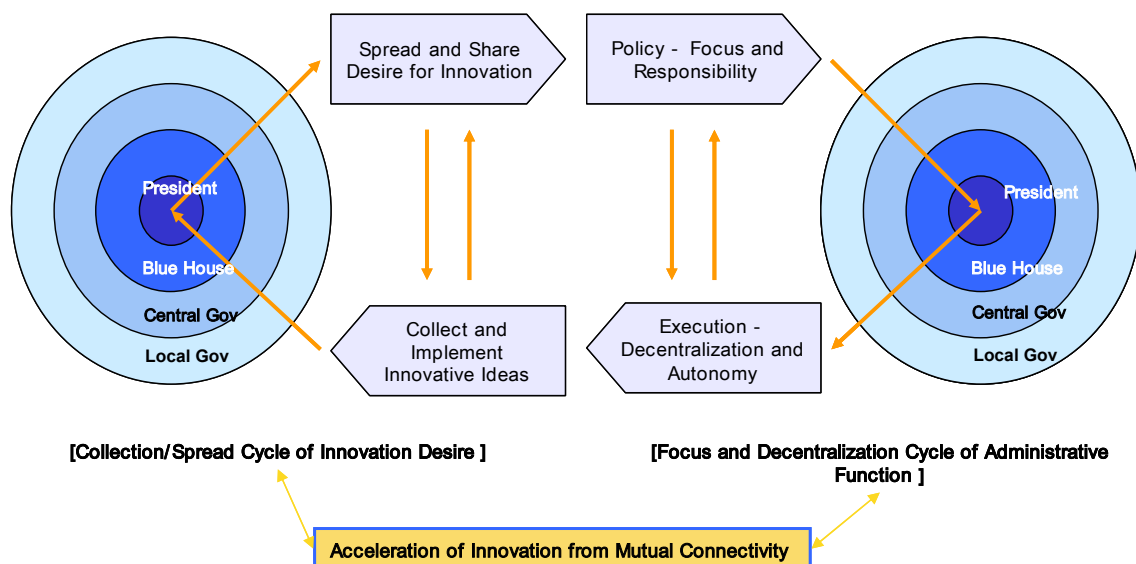 Spread and Share
Desire for Innovation
Policy - Focus and
Responsibility
President
Blue House
Central Gov
Local Gov
President
Blue House
Central Gov
Local Gov
Collect and
Implement
Innovative Ideas
Execution -
Decentralization and
Autonomy
[Collection/Spread Cycle of Innovation Desire ]
[Focus and Decentralization Cycle of Administrative
Function ]
Acceleration of Innovation from Mutual Connectivity